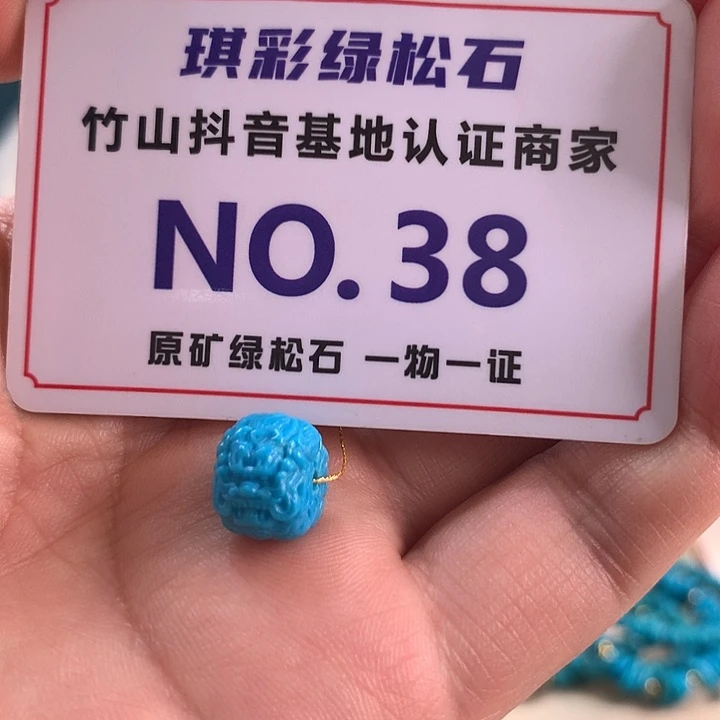 琪彩绿松石
竹山抖音基地认证商家
NO.38
原矿绿松石 一物一证